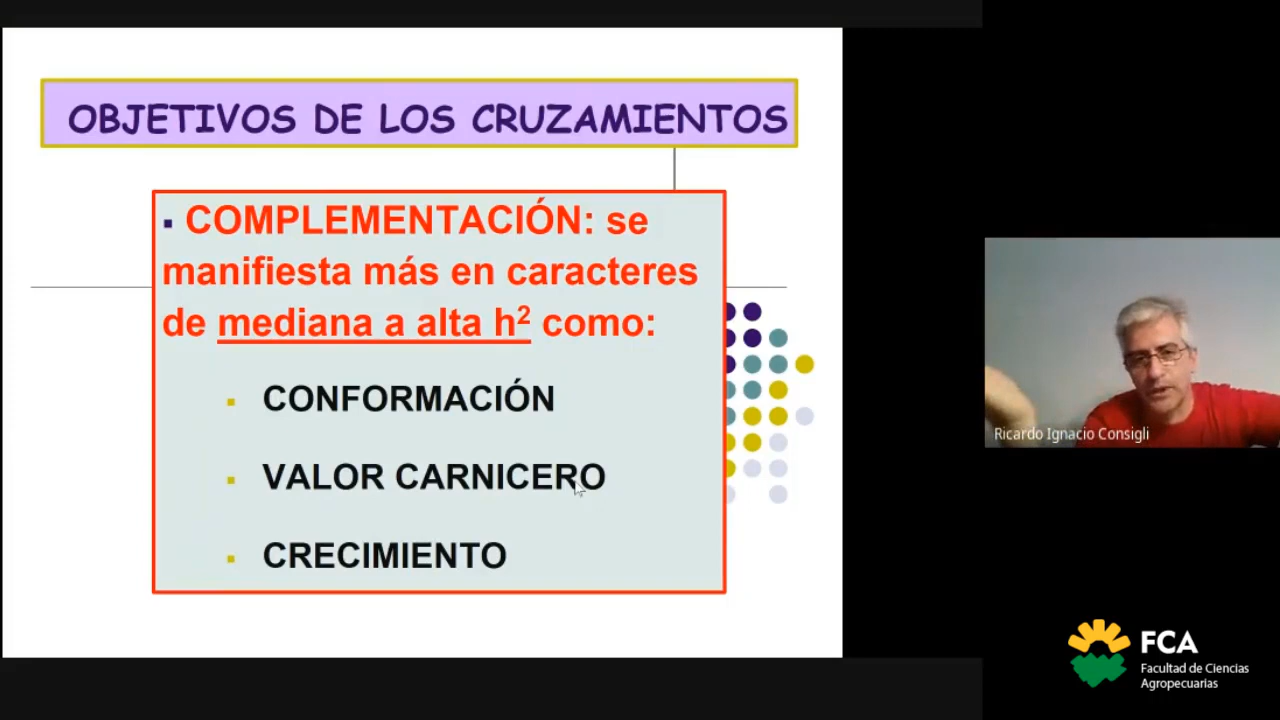 OBJETIVOS DE LOS CRUZAMIENTOS
▪ COMPLEMENTACIÓN: se
manifiesta más en caracteres
de mediana a alta h²  como:
▪ CONFORMACIÓN
▪ VALOR CARNICERO
▪ CRECIMIENTO
Ricardo Ignacio Consigli
FCA
Facultad de Ciencias
Agropecuarias